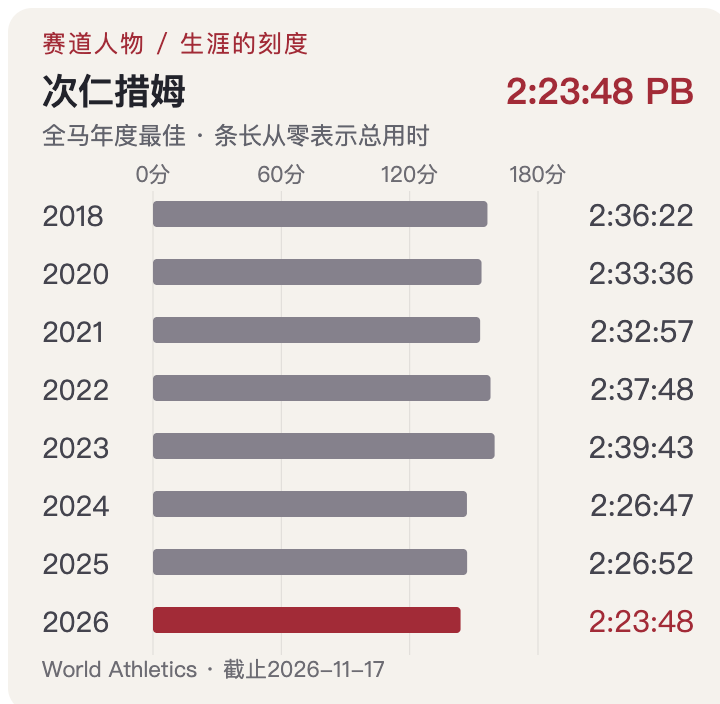 赛道人物 / 生涯的刻度
次仁措姆 2:23:48 PB
全马年度最佳 · 条长从零表示总用时
0分 60分 120分 180分
2018 2:36:22
2020 2:33:36
2021 2:32:57
2022 2:37:48
2023 2:39:43
2024 2:26:47
2025 2:26:52
2026 2:23:48
World Athletics · 截止2026–11–17